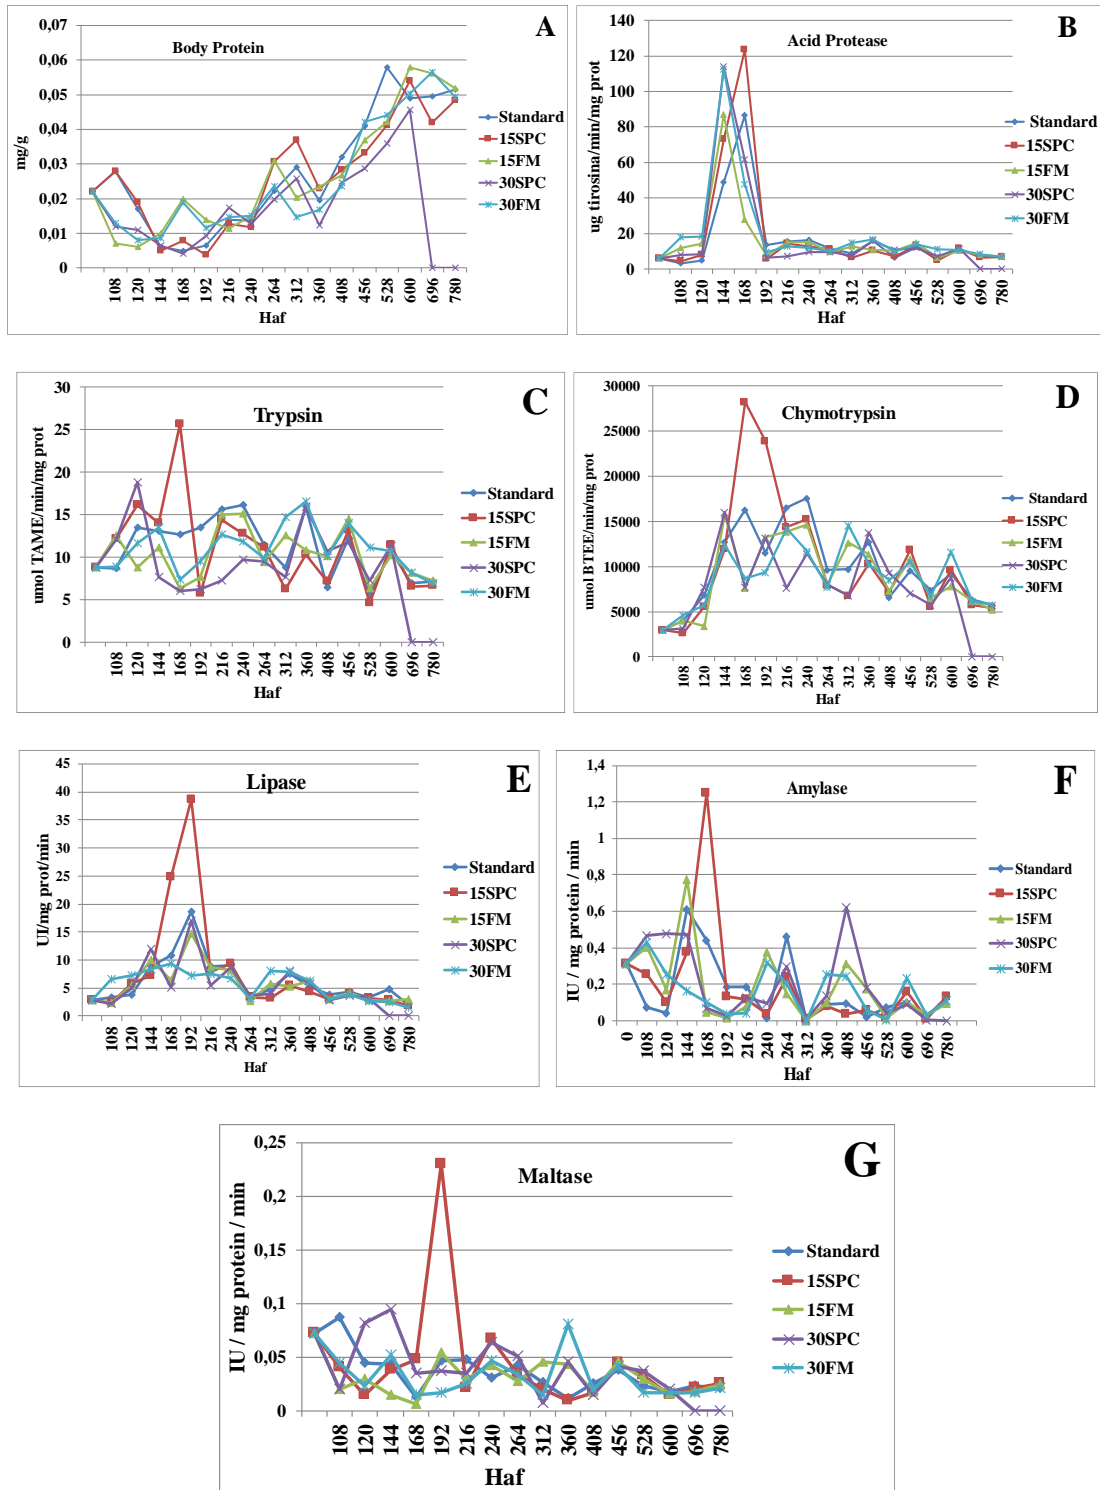 A
Body Protein
mg/g
0,07
0,06
0,05
0,04
0,03
0,02
0,01
0
108 120 144 168 192 216 240 264 312 360 408 456 528 600 696 780
Haf
Standard
15SPC
15FM
30SPC
30FM
B
Acid Protease
ug tirosina/min/mg prot
140
120
100
80
60
40
20
0
108 120 144 168 192 216 240 264 312 360 408 456 528 600 696 780
Haf
Standard
15SPC
15FM
30SPC
30FM
C
Trypsin
umol TAME/min/mg prot
30
25
20
15
10
5
0
108 120 144 168 192 216 240 264 312 360 408 456 528 600 696 780
Haf
Standard
15SPC
15FM
30SPC
30FM
D
Chymotrypsin
umol BTEE/min/mg prot
30000
25000
20000
15000
10000
5000
0
108 120 144 168 192 216 240 264 312 360 408 456 528 600 696 780
Haf
Standard
15SPC
15FM
30SPC
30FM
E
Lipase
UI/mg prot/min
45
40
35
30
25
20
15
10
5
0
108 120 144 168 192 216 240 264 312 360 408 456 528 600 696 780
Haf
Standard
15SPC
15FM
30SPC
30FM
F
Amylase
IU / mg protein / min
1,4
1,2
1
0,8
0,6
0,4
0,2
0
0 108 120 144 168 192 216 240 264 312 360 408 456 528 600 696 780
Haf
Standard
15SPC
15FM
30SPC
30FM
G
Maltase
IU / mg protein / min
0,25
0,2
0,15
0,1
0,05
0
108 120 144 168 192 216 240 264 312 360 408 456 528 600 696 780
Haf
Standard
15SPC
15FM
30SPC
30FM